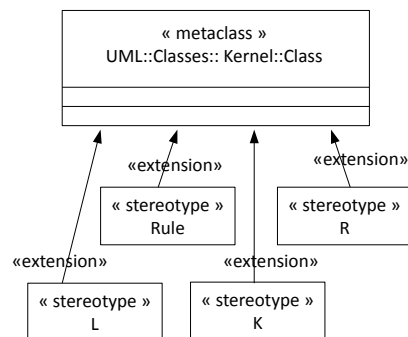 « metaclass »
UML::Classes:: Kernel::Class
«extension»
«extension»
« stereotype »
Rule
« stereotype »
R
«extension»
«extension»
« stereotype »
L
« stereotype »
K